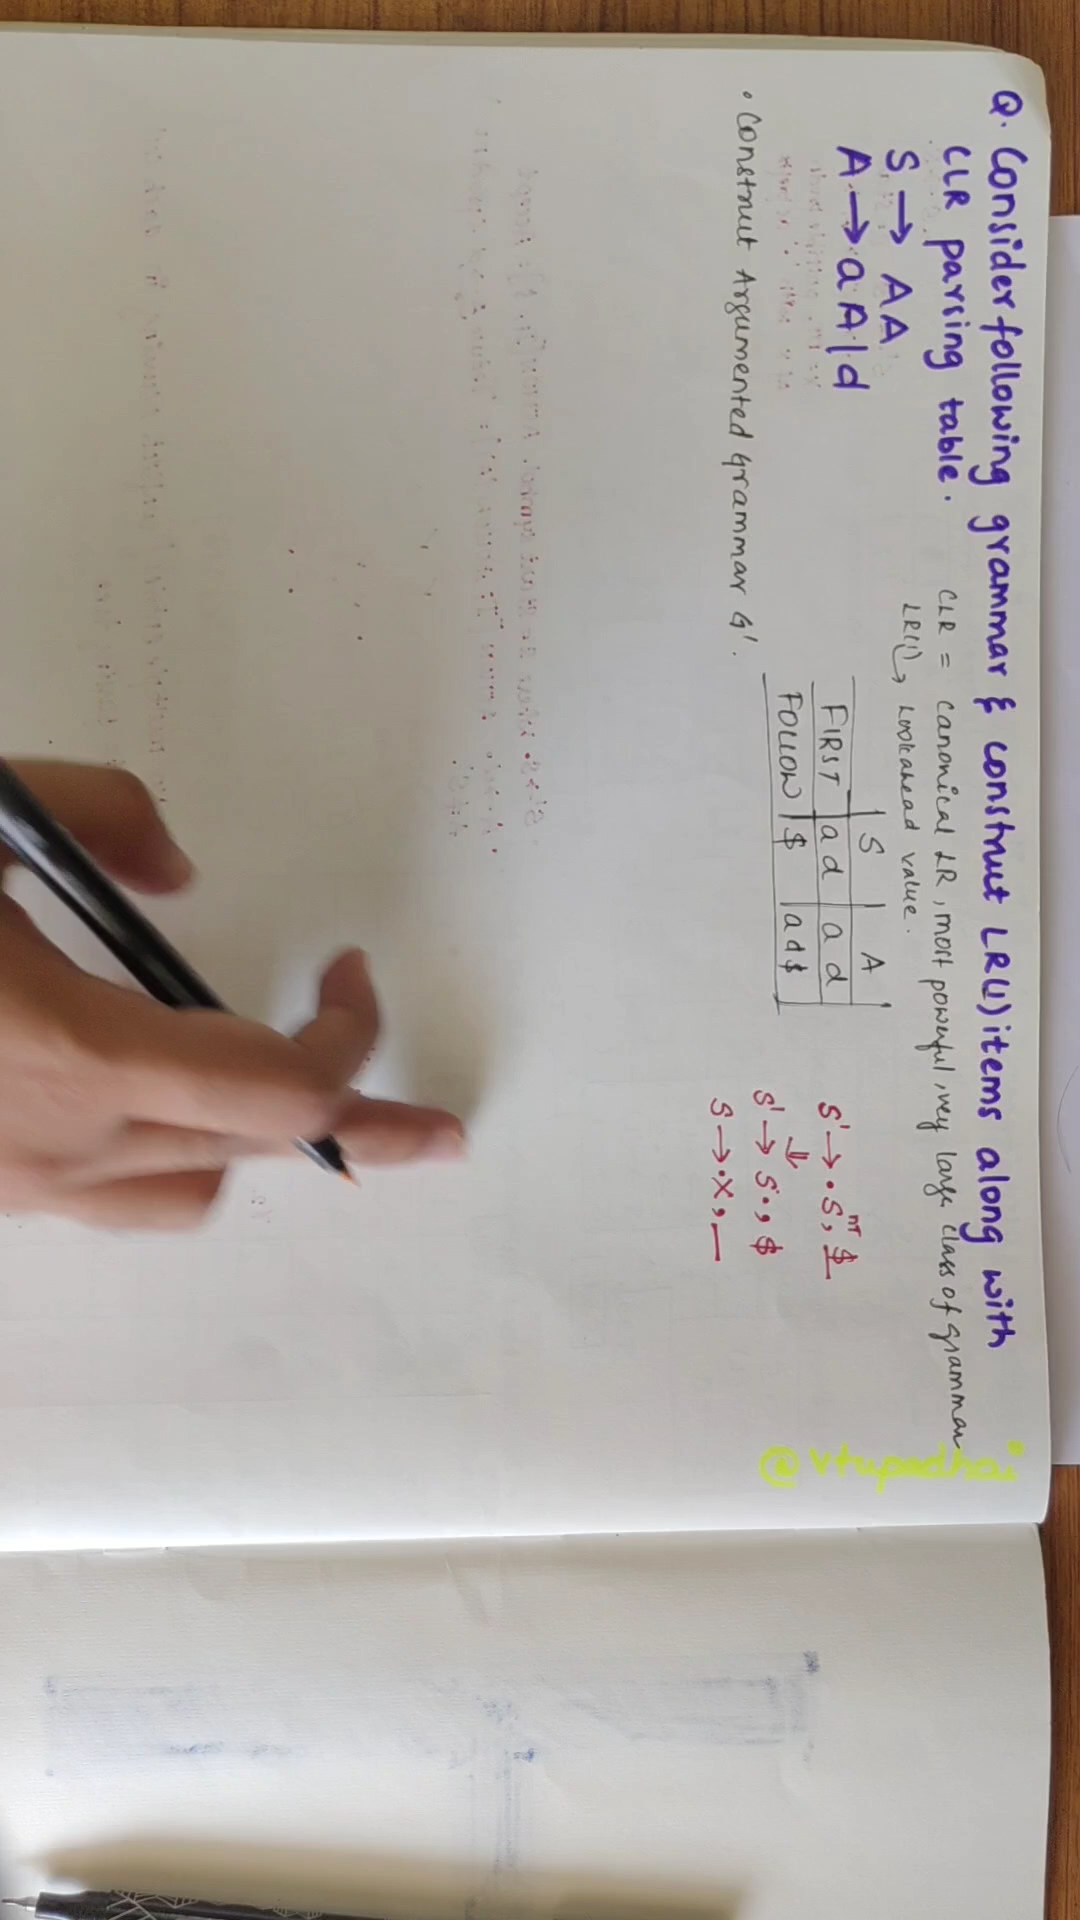 Q. Consider following grammar & construct LR(1) items along with
CLR parsing table.
CLR = canonical LR, most powerful, very large class of grammar
LR(1)→ Lookahead value.
S → AA
A → aA | d
S A
FIRST a d a d
FOLLOW $ a d $
• Construct Argumented Grammar G'.
nT
S' → .S, $
⇓
S' → S., $
S → .X, _
@vtupadhai